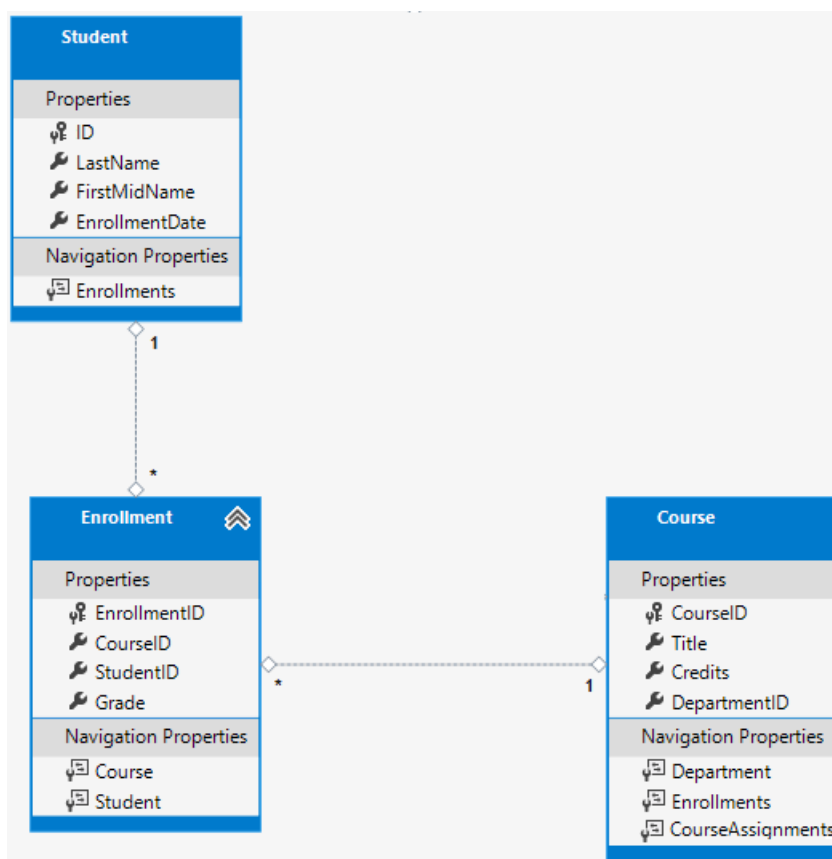 Student
Properties
ID
LastName
FirstMidName
EnrollmentDate
Navigation Properties
Enrollments
1
*
Enrollment
Properties
EnrollmentID
CourseID
StudentID
Grade
Navigation Properties
Course
Student
*
1
Course
Properties
CourseID
Title
Credits
DepartmentID
Navigation Properties
Department
Enrollments
CourseAssignments